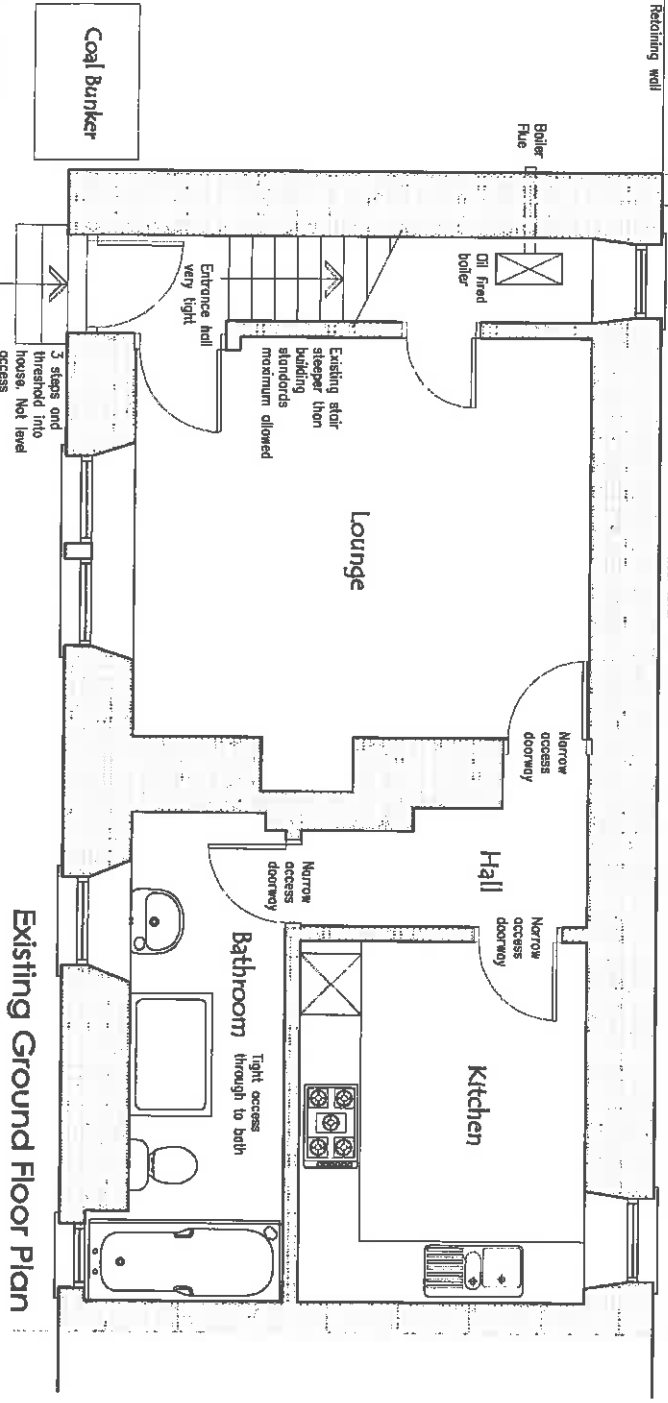 Retaining wall
Coal Bunker
Boiler
Flue
Oil fired
boiler
Entrance hall
very tight
3 steps and
threshold into
house. Not level
access
Existing stair
steeper than
building
standards
maximum allowed
Lounge
Narrow
access
doorway
Hall
Narrow
access
doorway
Narrow
access
doorway
Bathroom
Tight access
through to bath
Kitchen
Existing Ground Floor Plan